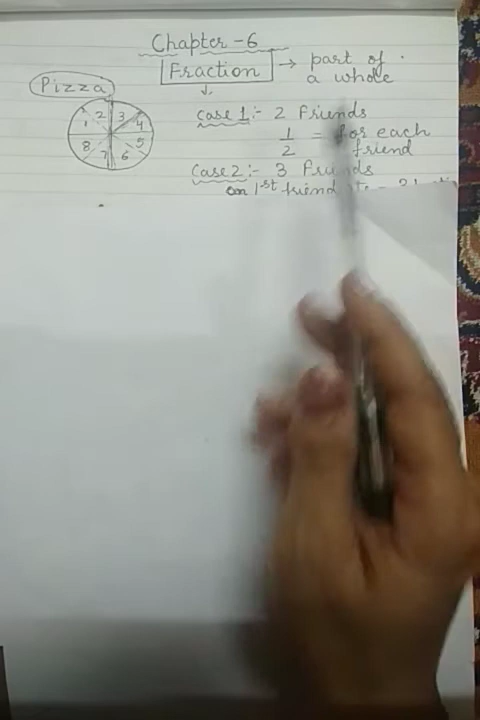 Chapter - 6
Fraction → part of a whole
Pizza
1 2 3 4 5 6 7 8
Case 1:- 2 Friends
1/2 = for each friend
Case 2:- 3 Friends
1st friend